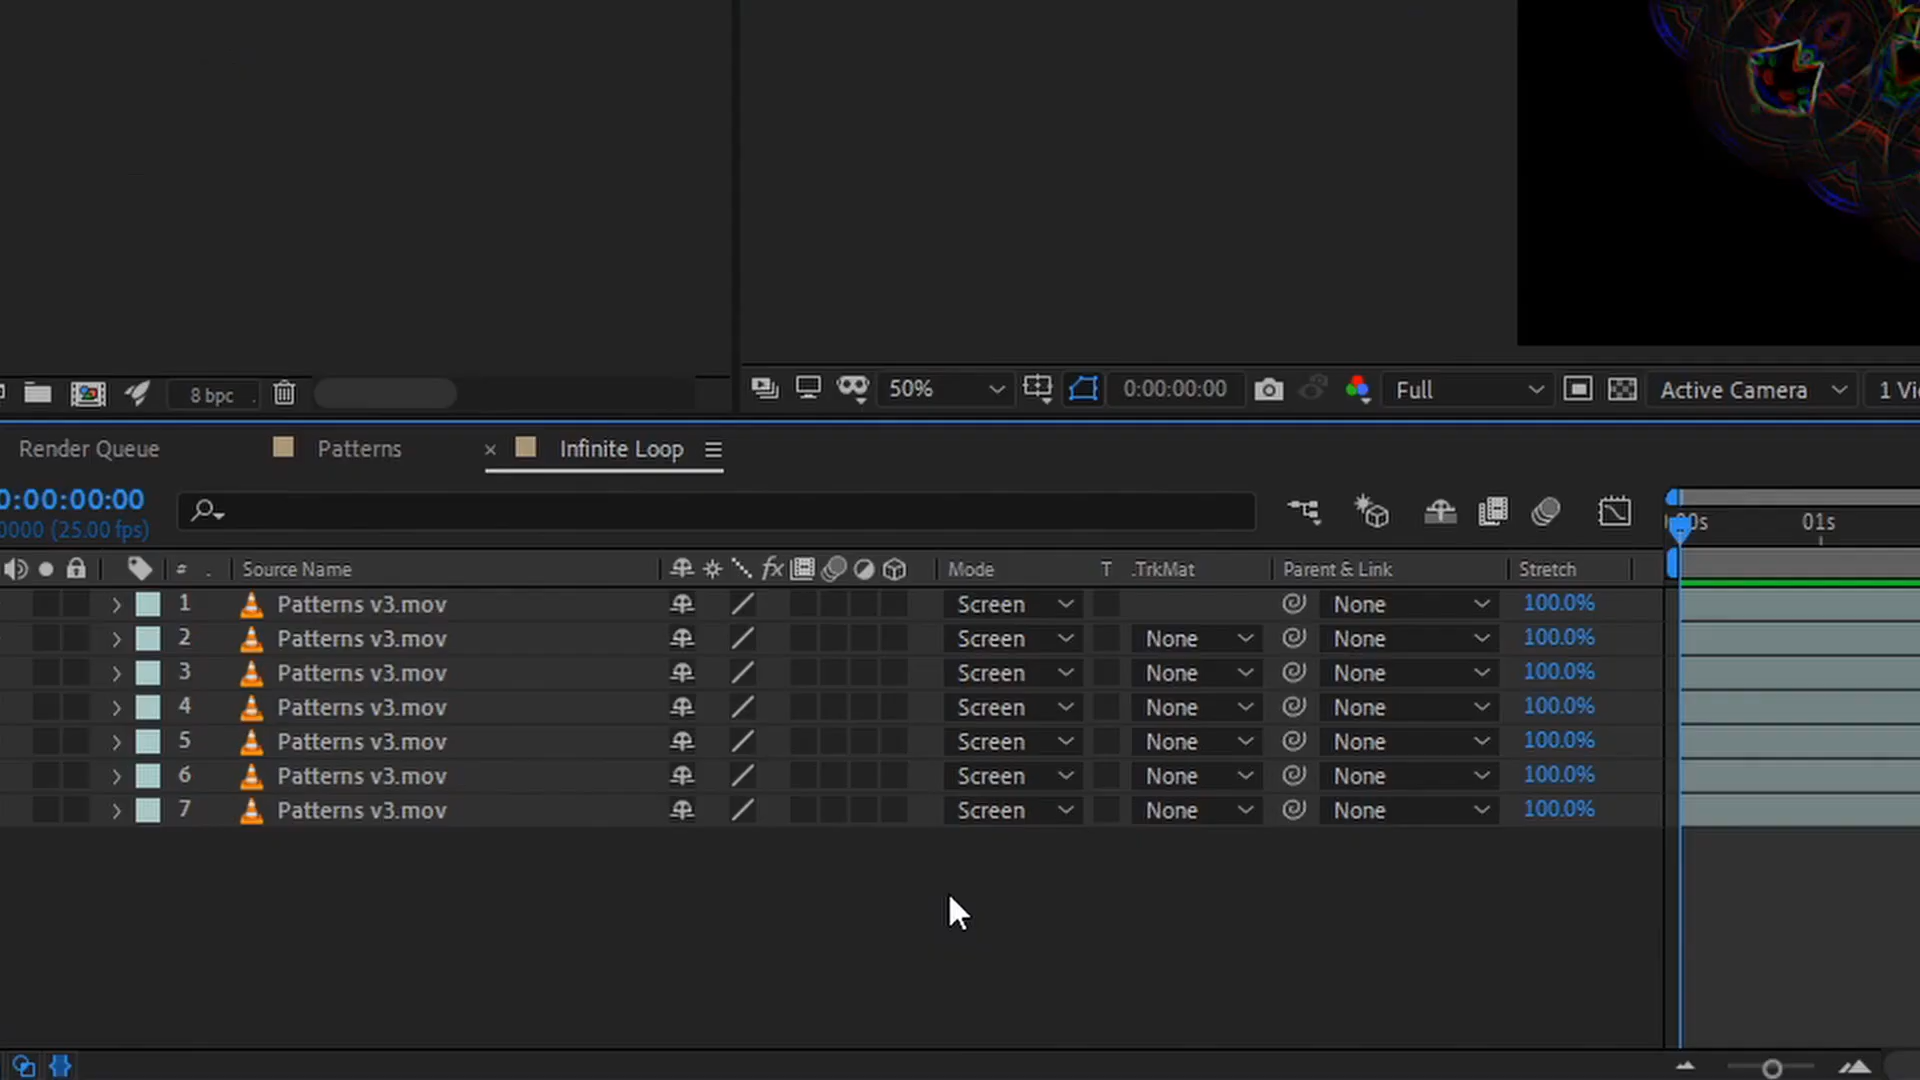 8 bpc
50% 0:00:00:00 Full Active Camera 1
Render Queue Patterns × Infinite Loop
0:00:00:00
0000 (25.00 fps)
00s 01s
# Source Name fx Mode T .TrkMat Parent & Link Stretch
1 Patterns v3.mov Screen None 100.0%
2 Patterns v3.mov Screen None None 100.0%
3 Patterns v3.mov Screen None None 100.0%
4 Patterns v3.mov Screen None None 100.0%
5 Patterns v3.mov Screen None None 100.0%
6 Patterns v3.mov Screen None None 100.0%
7 Patterns v3.mov Screen None None 100.0%